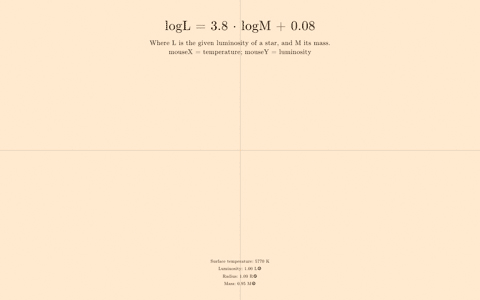 logL = 3.8 · logM + 0.08
Where L is the given luminosity of a star, and M its mass.
mouseX = temperature; mouseY = luminosity
Surface temperature: 5778 K
Luminosity: 1.00 L
Radius: 1.00 R
Mass: 0.95 M